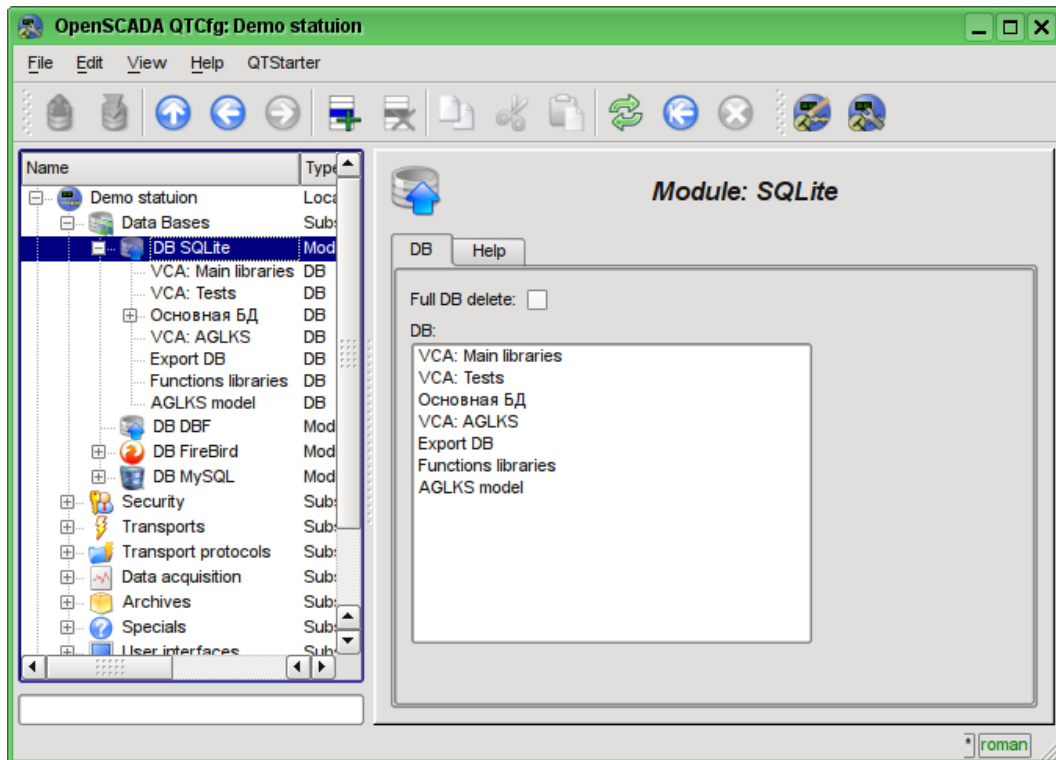 OpenSCADA QTCfg: Demo statuion
File Edit View Help QTStarter
Name Type
Demo statuion Loca
Data Bases Subs
DB SQLite Mod
VCA: Main libraries DB
VCA: Tests DB
Основная БД DB
VCA: AGLKS DB
Export DB DB
Functions libraries DB
AGLKS model DB
DB DBF Mod
DB FireBird Mod
DB MySQL Mod
Security Subs
Transports Subs
Transport protocols Subs
Data acquisition Subs
Archives Subs
Specials Subs
User interfaces Subs
Module: SQLite
DB Help
Full DB delete:
DB:
VCA: Main libraries
VCA: Tests
Основная БД
VCA: AGLKS
Export DB
Functions libraries
AGLKS model
* roman